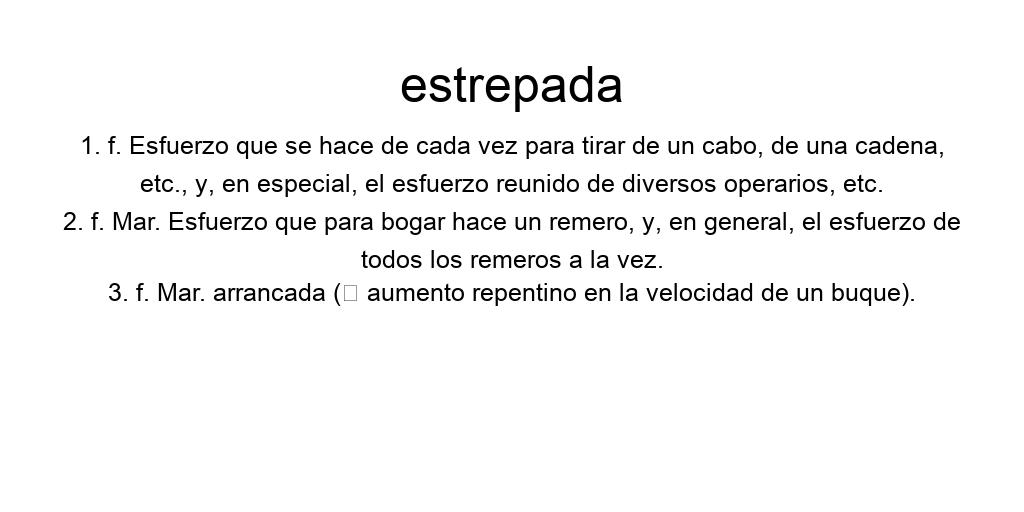 estrepada
1. f. Esfuerzo que se hace de cada vez para tirar de un cabo, de una cadena,
etc., y, en especial, el esfuerzo reunido de diversos operarios, etc.
2. f. Mar. Esfuerzo que para bogar hace un remero, y, en general, el esfuerzo de
todos los remeros a la vez.
3. f. Mar. arrancada (□ aumento repentino en la velocidad de un buque).